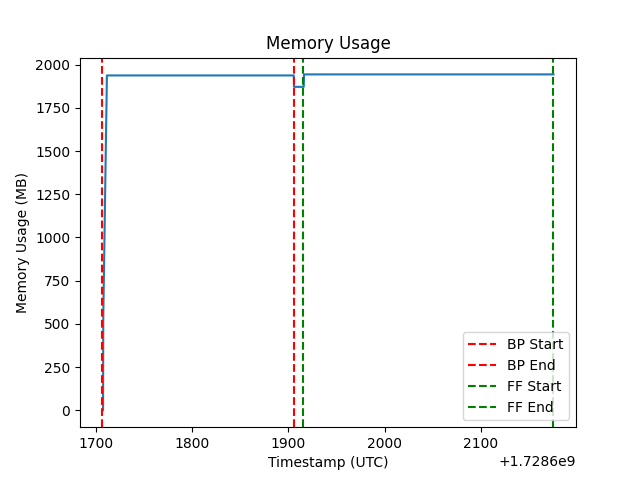 Memory Usage
2000
1750
1500
1250
1000
750
500
250
0
Memory Usage (MB)
BP Start
BP End
FF Start
FF End
1700 1800 1900 2000 2100
Timestamp (UTC)
+1.7286e9